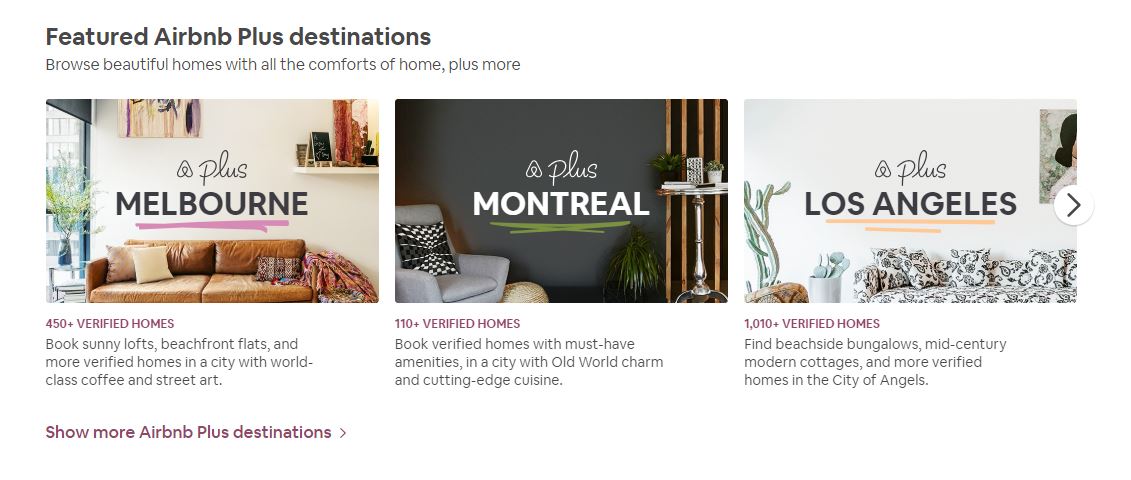 Featured Airbnb Plus destinations
Browse beautiful homes with all the comforts of home, plus more
plus
MELBOURNE
450+ VERIFIED HOMES
Book sunny lofts, beachfront flats, and
more verified homes in a city with world-
class coffee and street art.
plus
MONTREAL
110+ VERIFIED HOMES
Book verified homes with must-have
amenities, in a city with Old World charm
and cutting-edge cuisine.
plus
LOS ANGELES
1,010+ VERIFIED HOMES
Find beachside bungalows, mid-century
modern cottages, and more verified
homes in the City of Angels.
Show more Airbnb Plus destinations